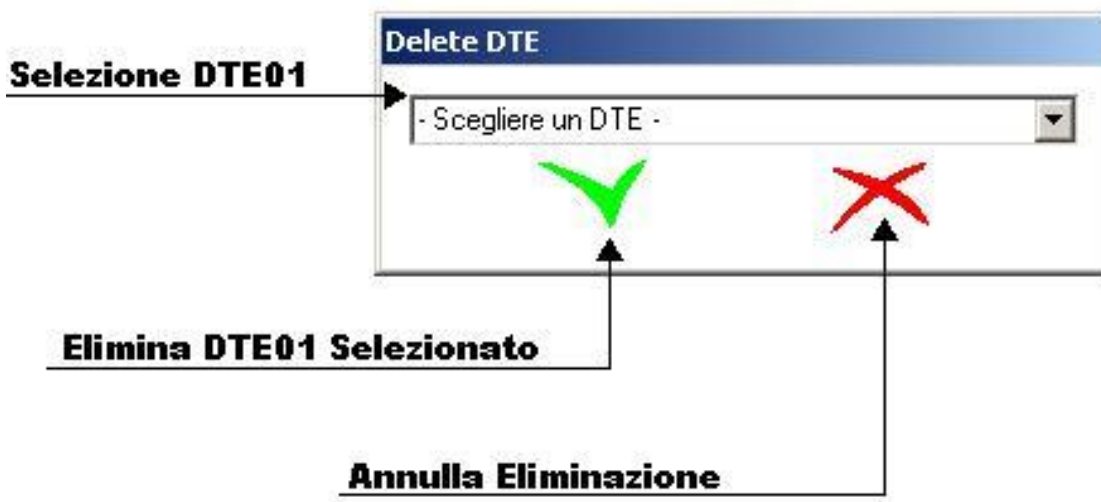 Delete DTE
Selezione DTE01
- Scegliere un DTE -
Elimina DTE01 Selezionato
Annulla Eliminazione